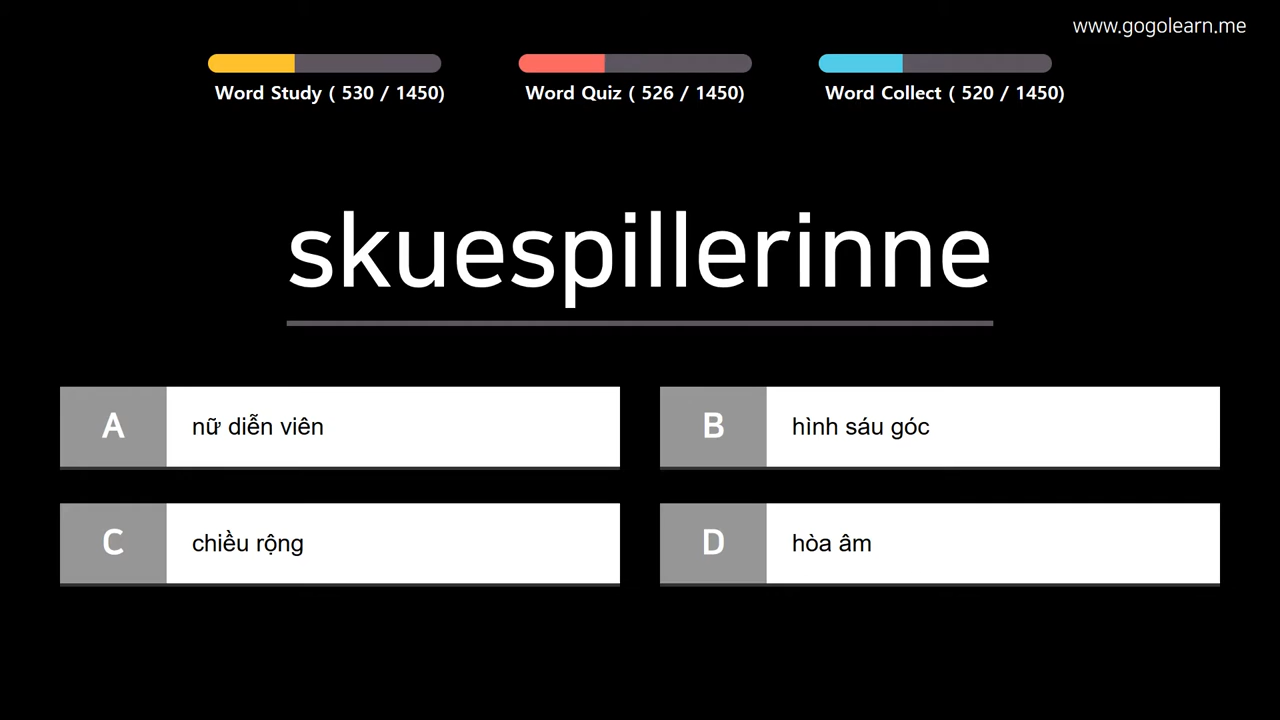 www.gogolearn.me
Word Study ( 530 / 1450)
Word Quiz ( 526 / 1450)
Word Collect ( 520 / 1450)
skuespillerinne
A nữ diễn viên
B hình sáu góc
C chiều rộng
D hòa âm